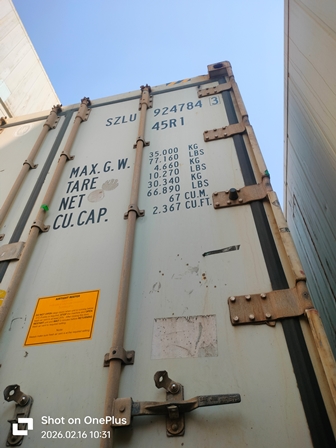 SZLU 924784 3
45R1
MAX.G.W. 35.000 KG
77.160 LBS
TARE 4.660 KG
10.270 LBS
NET 30.340 KG
66.890 LBS
CU.CAP. 67 CU.M.
2.367 CU.FT.
Shot on OnePlus
2026.02.16 10:31